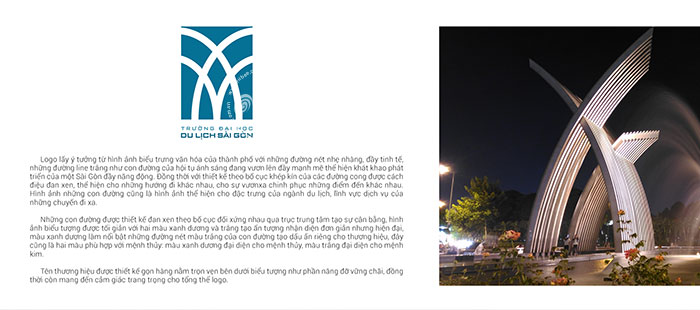 TRƯỜNG ĐẠI HỌC
DU LỊCH SÀI GÒN
Logo lấy ý tưởng từ hình ảnh biểu trưng văn hóa của thành phố với những đường nét nhẹ nhàng, đầy tinh tế,
những đường line trắng như con đường của hội tụ ánh sáng đang vươn lên đầy mạnh mẽ thể hiện khát khao phát
triển của một Sài Gòn đầy năng động. Đồng thời với thiết kế theo bố cục khép kín của các đường cong được cách
điệu đan xen, thể hiện cho những hướng đi khác nhau, cho sự vươnxa chinh phục những điểm đến khác nhau.
Hình ảnh những con đường cũng là hình ảnh thể hiện cho đặc trưng của ngành du lịch, lĩnh vực dịch vụ của
những chuyến đi xa.
Những con đường được thiết kế đan xen theo bố cục đối xứng nhau qua trục trung tâm tạo sự cân bằng, hình
ảnh biểu tượng được tối giản với hai màu xanh dương và trắng tạo ấn tượng nhận diện đơn giản nhưng hiện đại,
màu xanh dương làm nổi bật những đường nét màu trắng của con đường tạo dấu ấn riêng cho thương hiệu, đây
cũng là hai màu phù hợp với mệnh thủy: màu xanh dương đại diện cho mệnh thủy, màu trắng đại diện cho mệnh
kim.
Tên thương hiệu được thiết kế gọn hàng nằm trọn vẹn bên dưới biểu tượng như phần nâng đỡ vững chãi, đồng
thời còn mang đến cảm giác trang trọng cho tổng thể logo.